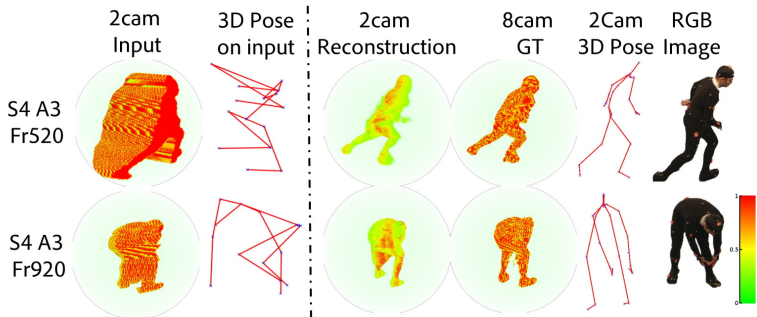 2cam
Input
3D Pose
on input
2cam
Reconstruction
8cam
GT
2Cam
3D Pose
RGB
Image
S4 A3
Fr520
S4 A3
Fr920
1
0.5
0